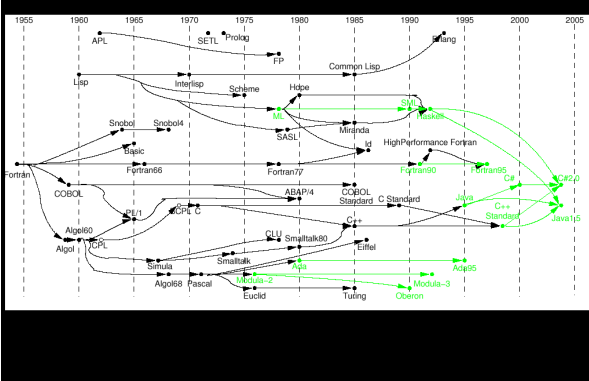 1955 1960 1965 1970 1975 1978 1985 1990 1995 2000 2005
APL
SETL
Prolog
Erlang
FP
Common Lisp
Lisp
Interlisp
Scheme
Hope
ML
SML
Haskell
Snobol
Snobol4
SASL
Miranda
Basic
Id
HighPerformance Fortran
Fortran
Fortran66
Fortran77
Fortran90
Fortran95
C#
C#2.0
COBOL
ABAP/4
COBOL
Standard
C Standard
Java
C++
Standard
Java1.5
PL/1
BCPL
C
C++
Algol60
Algol
CPL
CLU
Smalltalk80
Eiffel
Simula
Smalltalk
Ada
Ada95
Algol68
Pascal
Modula-2
Modula-3
Euclid
Turing
Oberon